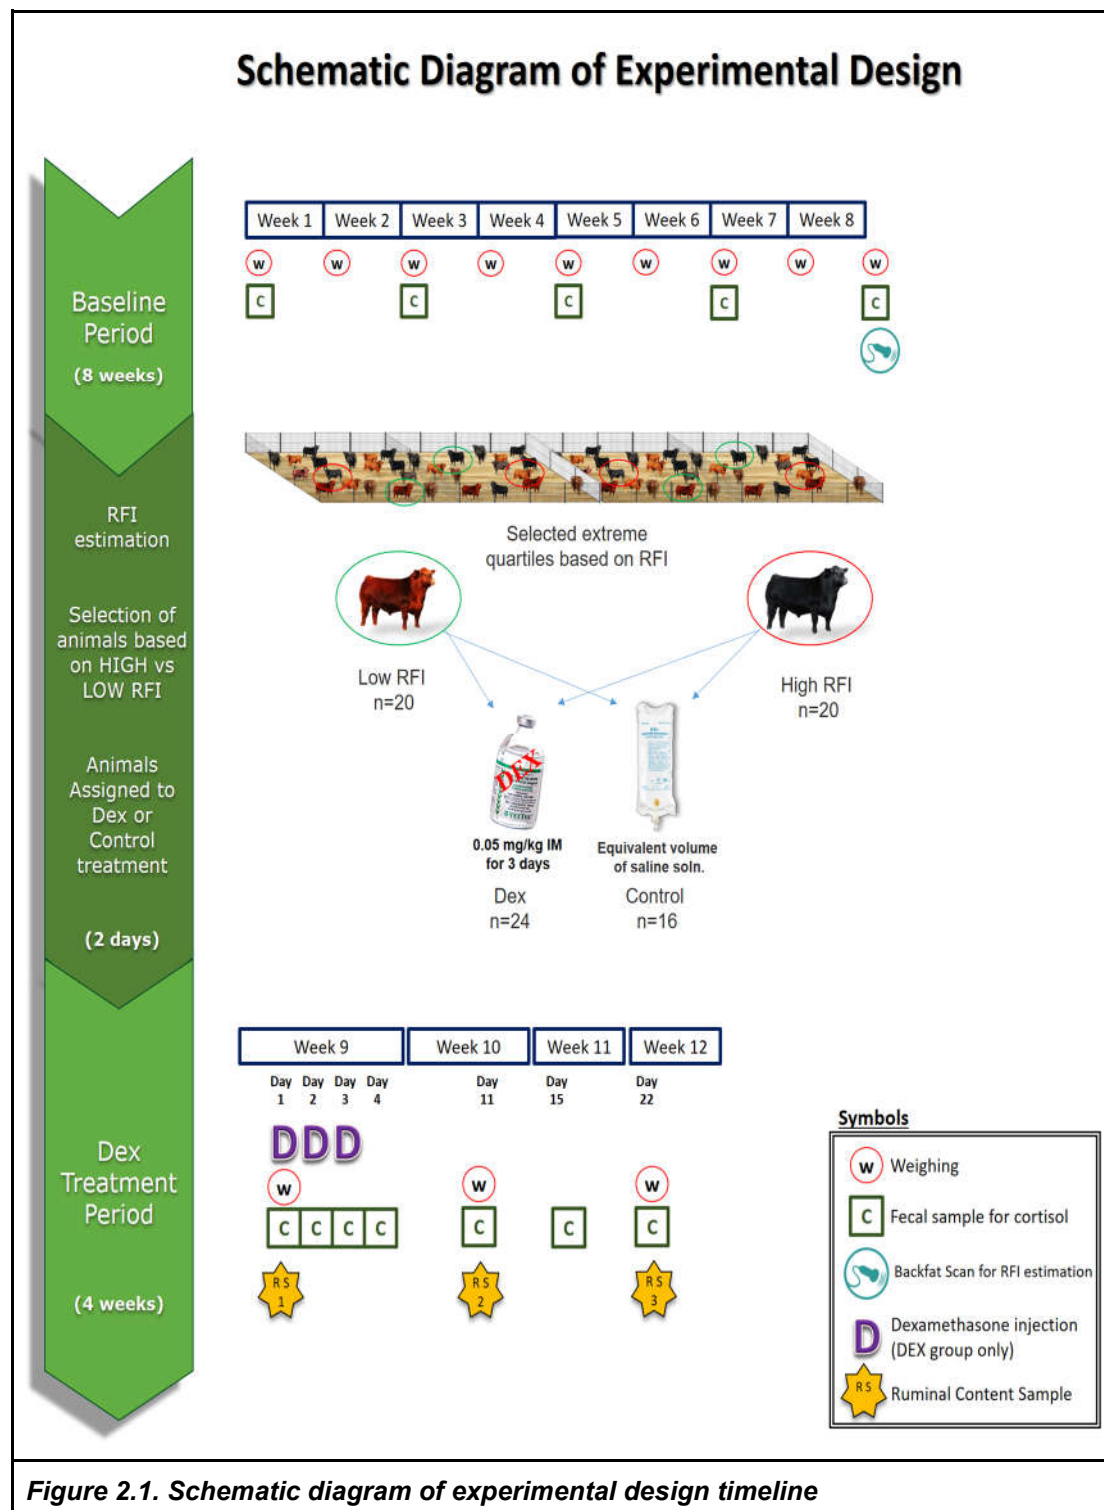 Schematic Diagram of Experimental Design
Week 1 Week 2 Week 3 Week 4 Week 5 Week 6 Week 7 Week 8
W W W W W W W W W
C C C C C
Baseline
Period
(8 weeks)
RFI
estimation
Selection of
animals based
on HIGH vs
LOW RFI
Animals
Assigned to
Dex or
Control
treatment
(2 days)
Selected extreme
quartiles based on RFI
Low RFI
n=20
High RFI
n=20
DEX
0.05 mg/kg IM
for 3 days
Dex
n=24
Equivalent volume
of saline soln.
Control
n=16
Dex
Treatment
Period
(4 weeks)
Week 9 Week 10 Week 11 Week 12
Day Day Day Day Day Day Day
1 2 3 4 11 15 22
D D D
W W W
C C C C C C C
R S R S R S
1 2 3
Symbols
W Weighing
C Fecal sample for cortisol
Backfat Scan for RFI estimation
D Dexamethasone injection
(DEX group only)
R S Ruminal Content Sample
Figure 2.1. Schematic diagram of experimental design timeline